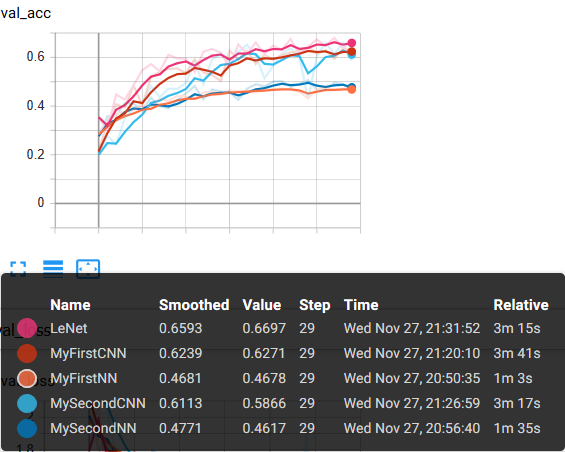 val_acc
0.6
0.4
0.2
0
Name Smoothed Value Step Time Relative
LeNet 0.6593 0.6697 29 Wed Nov 27, 21:31:52 3m 15s
MyFirstCNN 0.6239 0.6271 29 Wed Nov 27, 21:20:10 3m 41s
MyFirstNN 0.4681 0.4678 29 Wed Nov 27, 20:50:35 1m 3s
MySecondCNN 0.6113 0.5866 29 Wed Nov 27, 21:26:59 3m 17s
MySecondNN 0.4771 0.4617 29 Wed Nov 27, 20:56:40 1m 35s
1.8